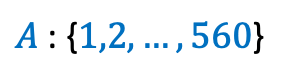 A : {1,2, … , 560}